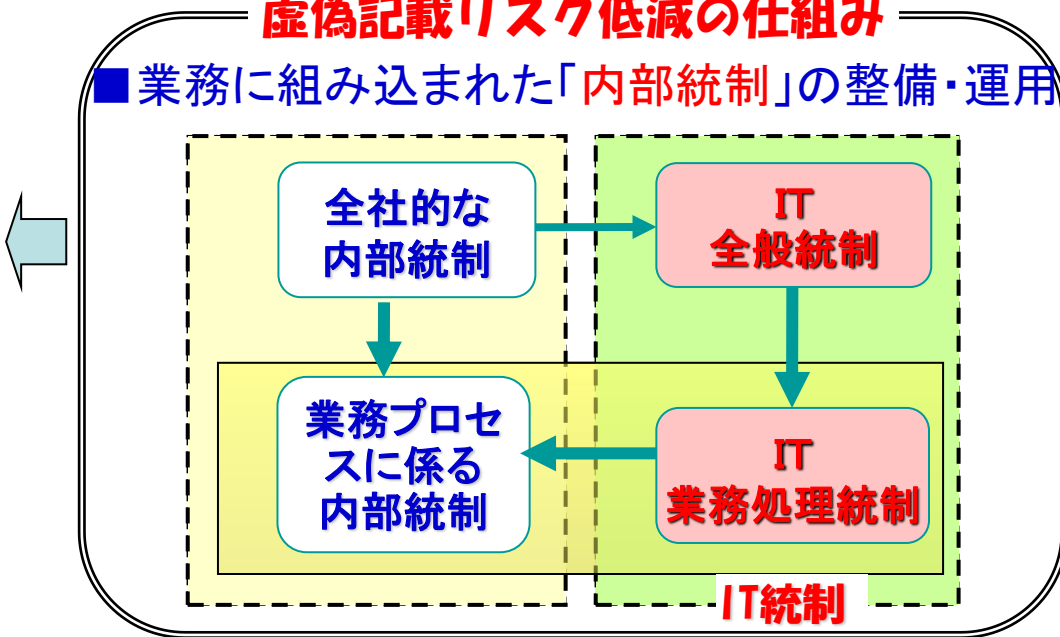 虚偽記載リスク低減の仕組み
■業務に組み込まれた「内部統制」の整備・運用
全社的な
内部統制
IT
全般統制
業務プロセ
スに係る
内部統制
IT
業務処理統制
IT統制